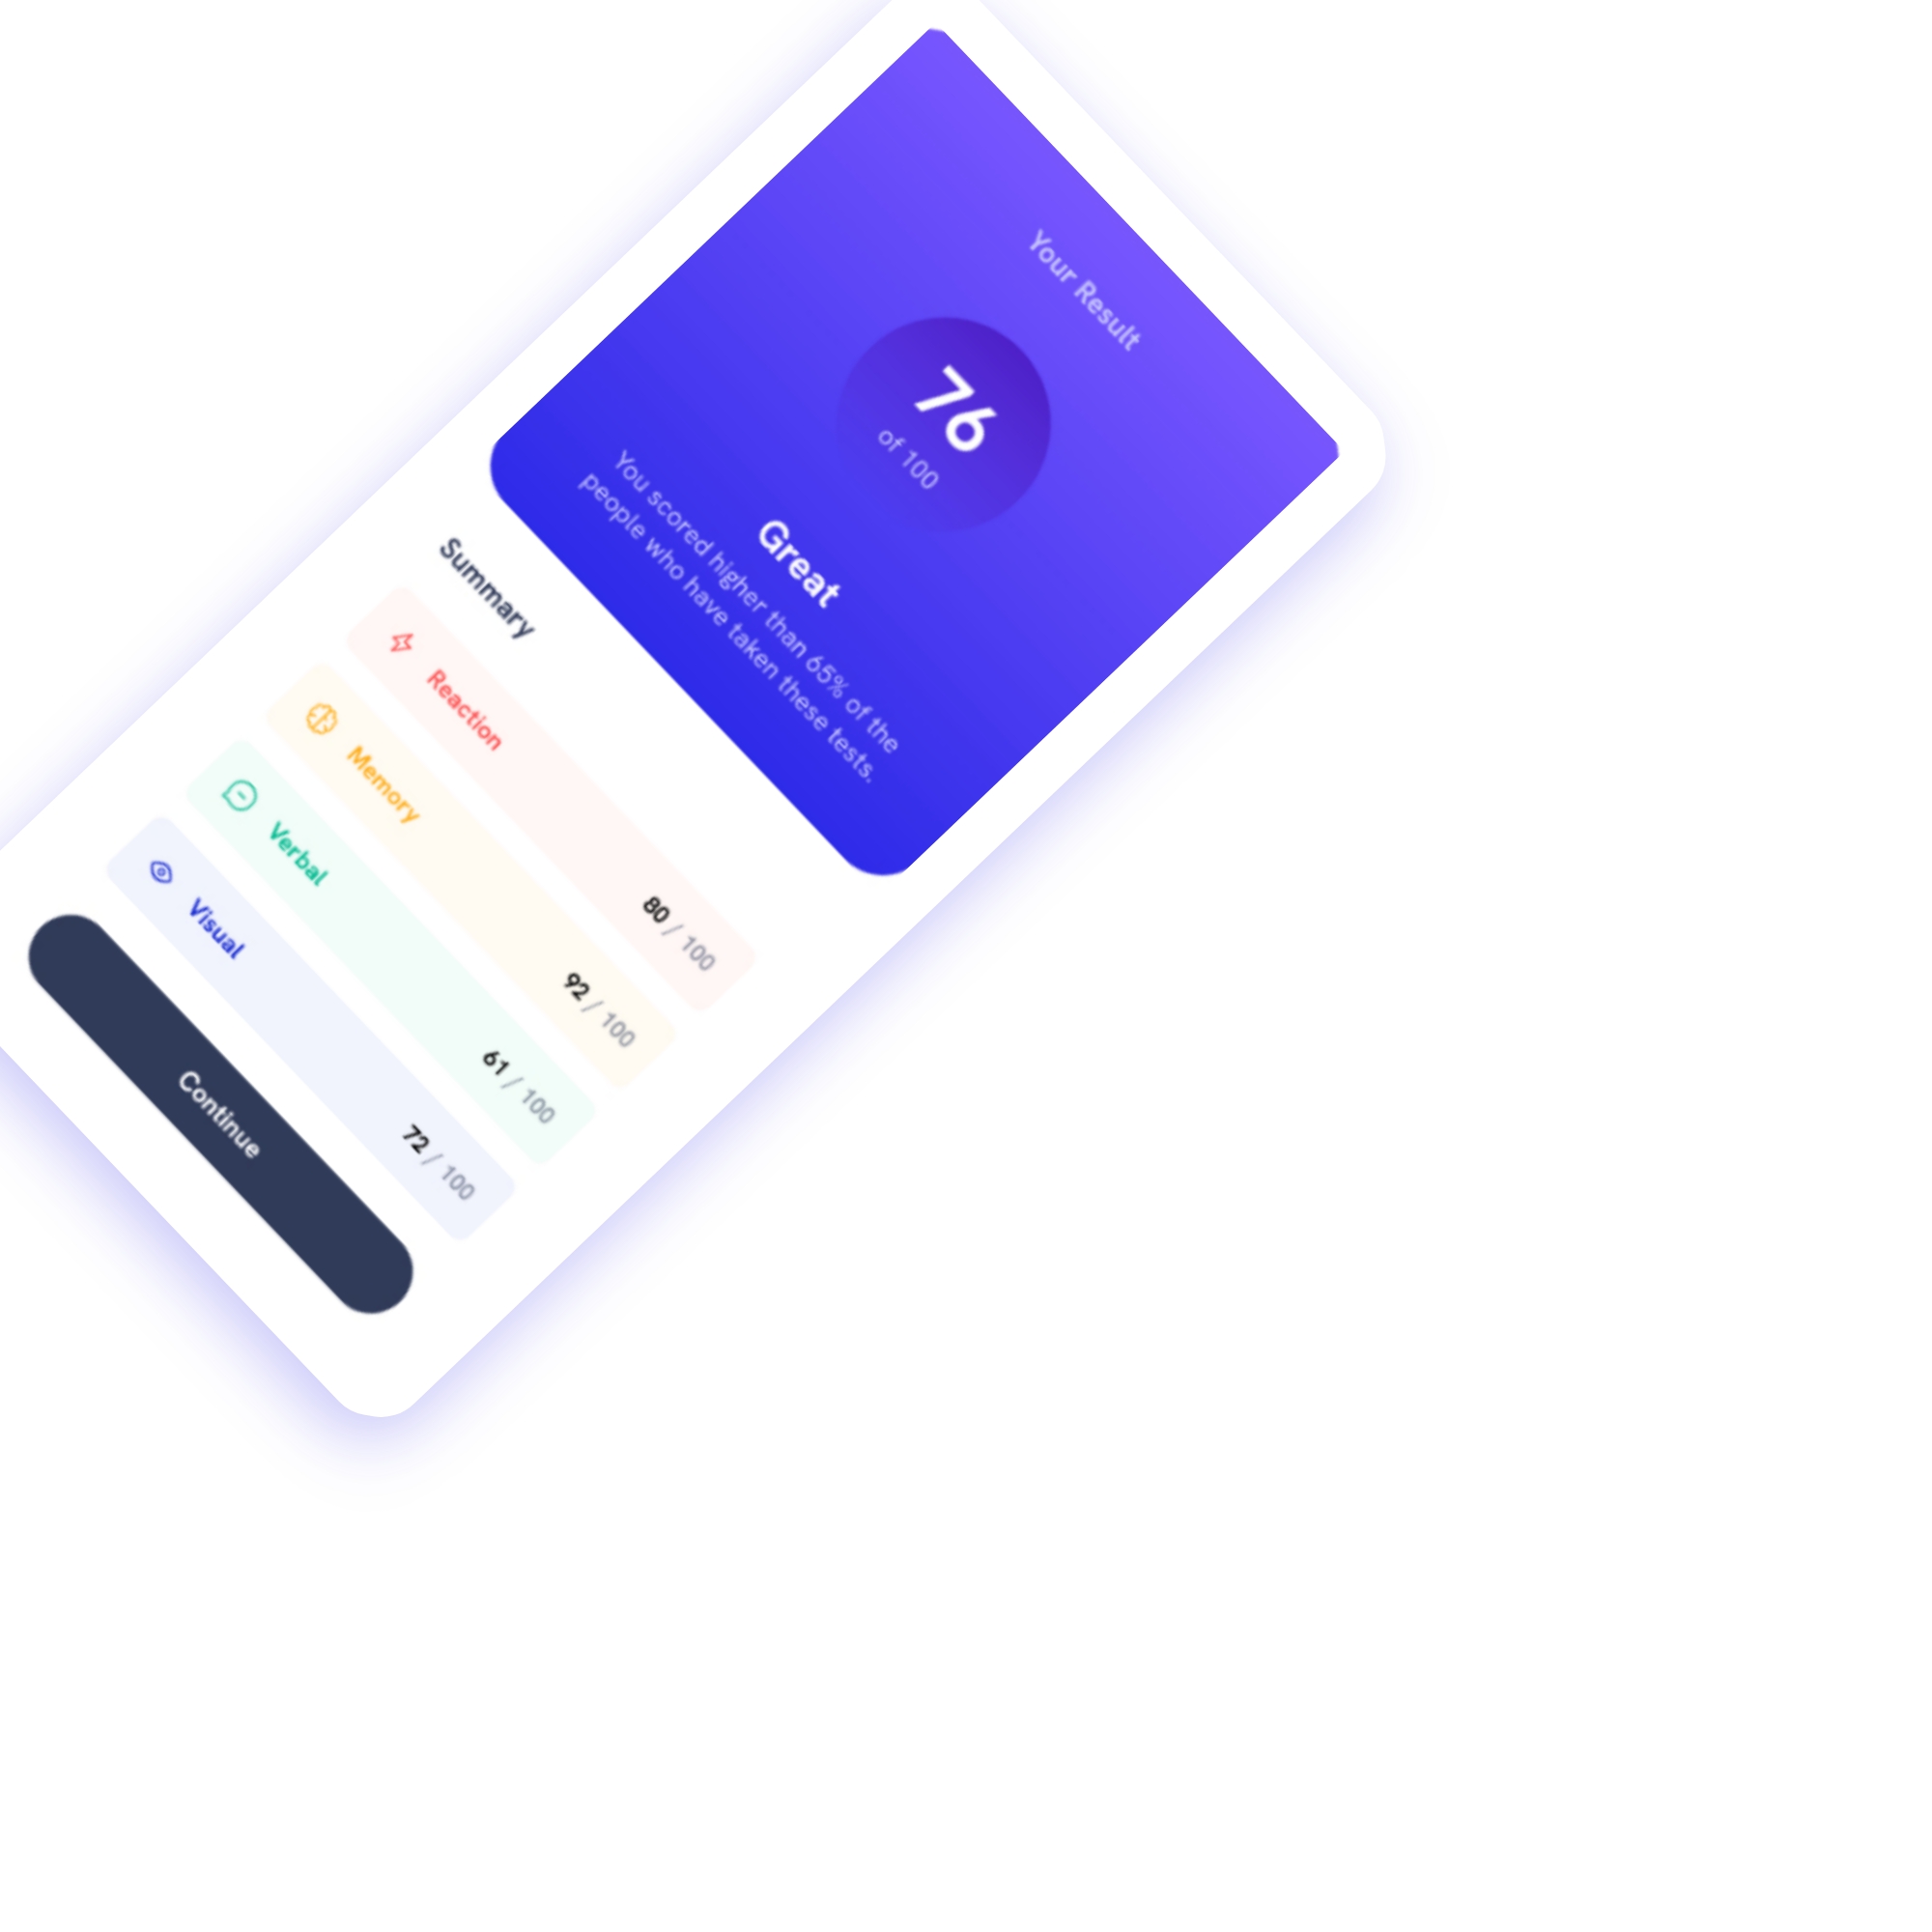 Your Result
76
of 100
Great
You scored higher than 65% of the
people who have taken these tests.
Summary
Reaction 80 / 100
Memory 92 / 100
Verbal 61 / 100
Visual 72 / 100
Continue